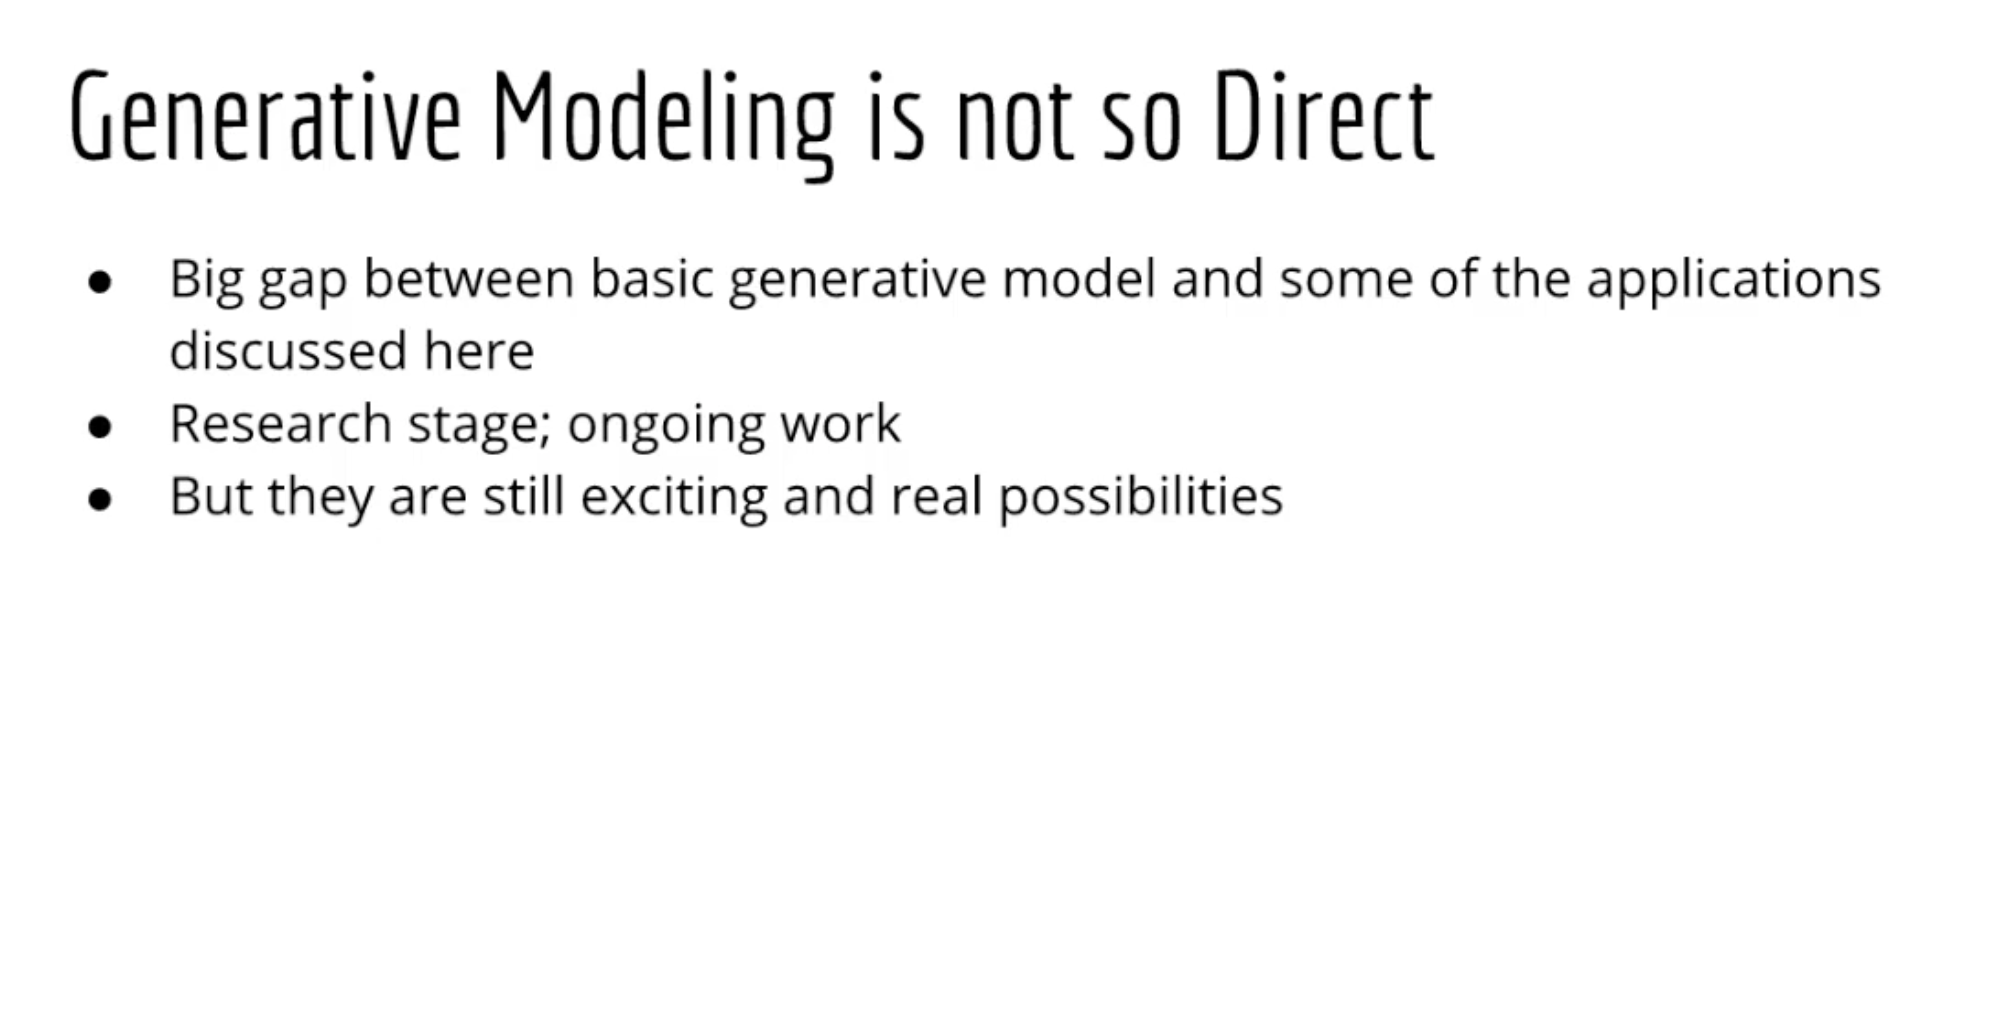 Generative Modeling is not so Direct
● Big gap between basic generative model and some of the applications
discussed here
● Research stage; ongoing work
● But they are still exciting and real possibilities